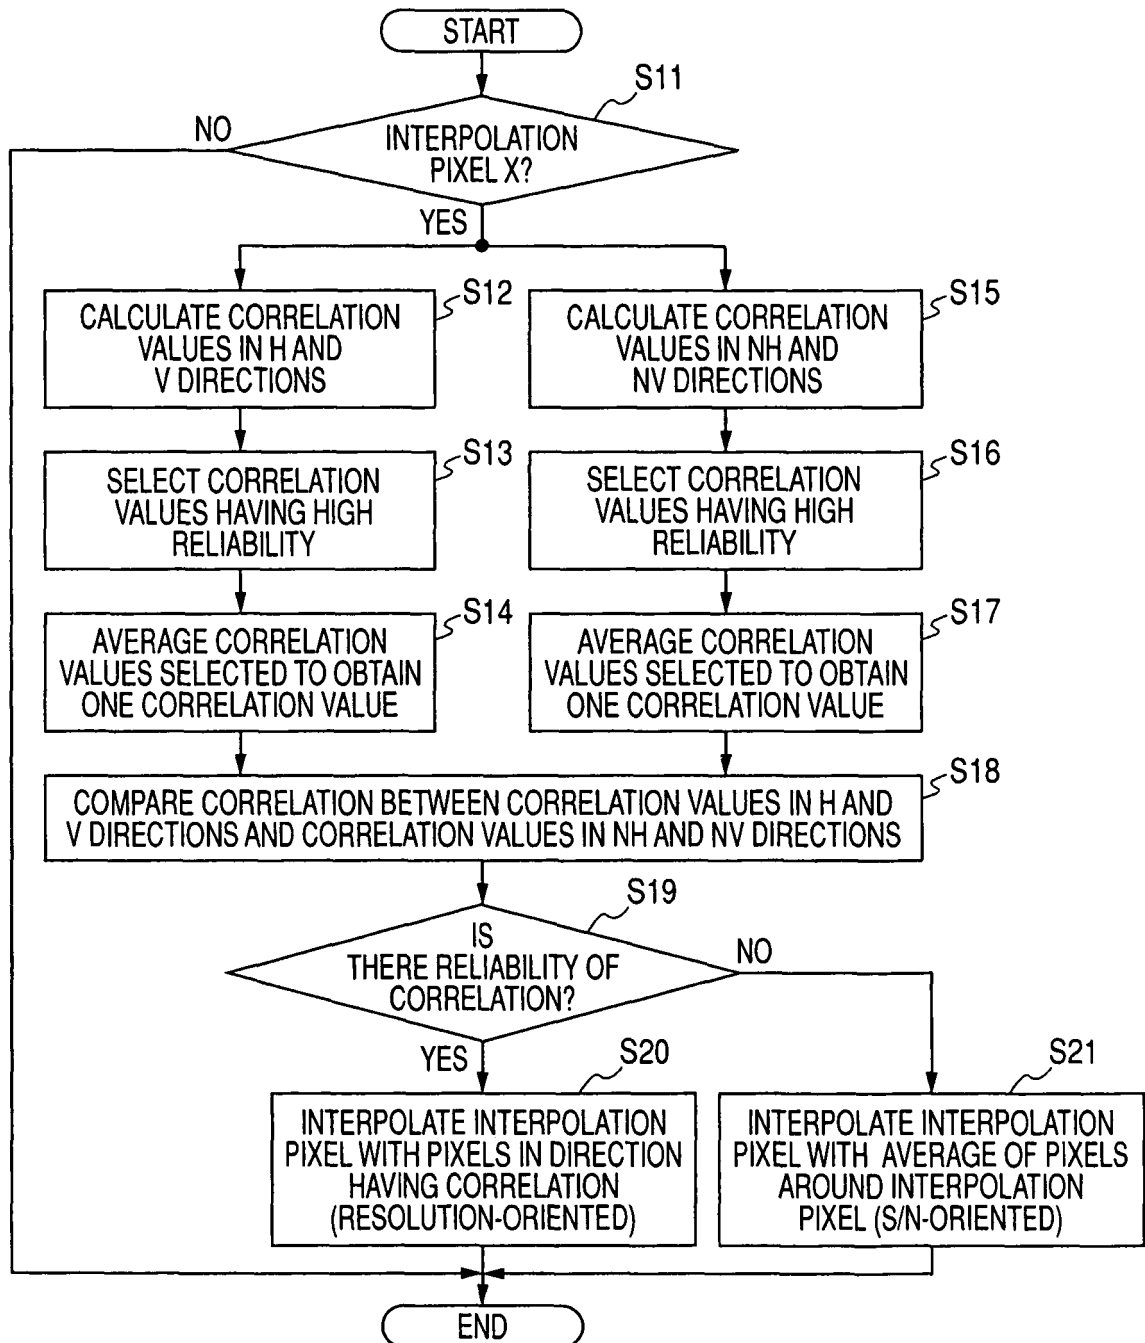 START
S11
NO
INTERPOLATION
PIXEL X?
YES
S12
CALCULATE CORRELATION
VALUES IN H AND
V DIRECTIONS
S15
CALCULATE CORRELATION
VALUES IN NH AND
NV DIRECTIONS
S13
SELECT CORRELATION
VALUES HAVING HIGH
RELIABILITY
S16
SELECT CORRELATION
VALUES HAVING HIGH
RELIABILITY
S14
AVERAGE CORRELATION
VALUES SELECTED TO OBTAIN
ONE CORRELATION VALUE
S17
AVERAGE CORRELATION
VALUES SELECTED TO OBTAIN
ONE CORRELATION VALUE
S18
COMPARE CORRELATION BETWEEN CORRELATION VALUES IN H AND
V DIRECTIONS AND CORRELATION VALUES IN NH AND NV DIRECTIONS
S19
IS
THERE RELIABILITY OF
CORRELATION?
NO
YES
S20
INTERPOLATE INTERPOLATION
PIXEL WITH PIXELS IN DIRECTION
HAVING CORRELATION
(RESOLUTION-ORIENTED)
S21
INTERPOLATE INTERPOLATION
PIXEL WITH AVERAGE OF PIXELS
AROUND INTERPOLATION
PIXEL (S/N-ORIENTED)
END